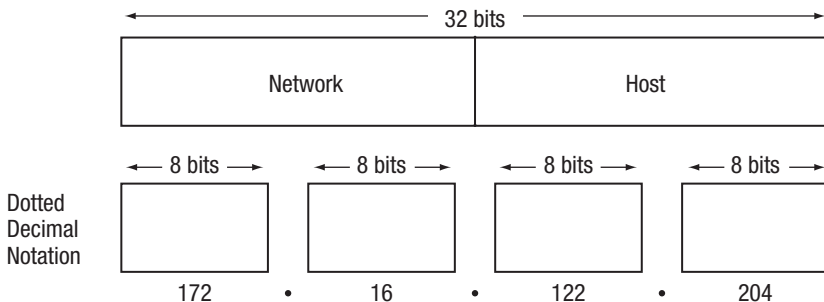 32 bits
Network Host
8 bits 8 bits 8 bits 8 bits
Dotted
Decimal
Notation
172 • 16 • 122 • 204